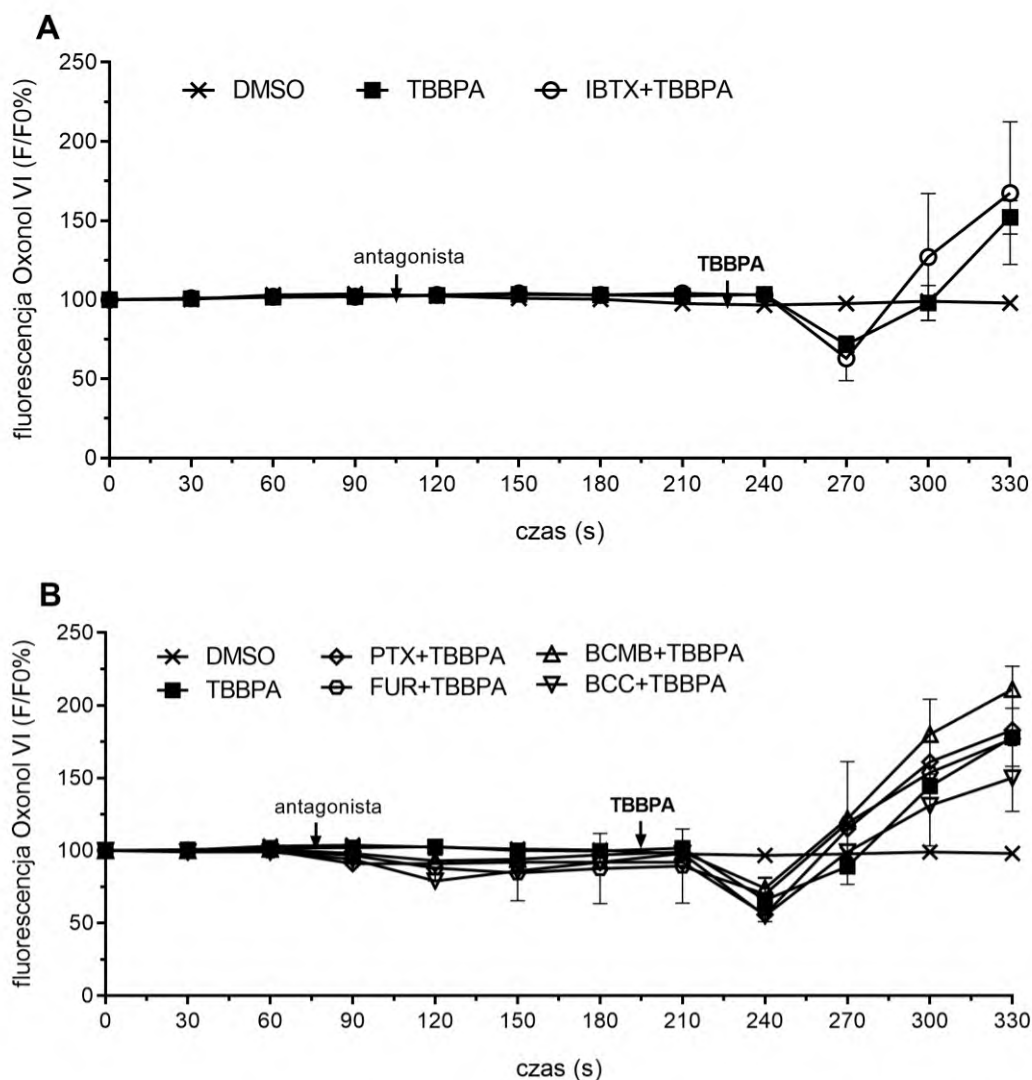 A
fluorescencja Oxonol VI (F/F0%)
250
200
150
100
50
0
DMSO TBBPA IBTX+TBBPA
antagonista
TBBPA
0 30 60 90 120 150 180 210 240 270 300 330
czas (s)
B
fluorescencja Oxonol VI (F/F0%)
250
200
150
100
50
0
DMSO PTX+TBBPA BCMB+TBBPA
TBBPA FUR+TBBPA BCC+TBBPA
antagonista
TBBPA
0 30 60 90 120 150 180 210 240 270 300 330
czas (s)